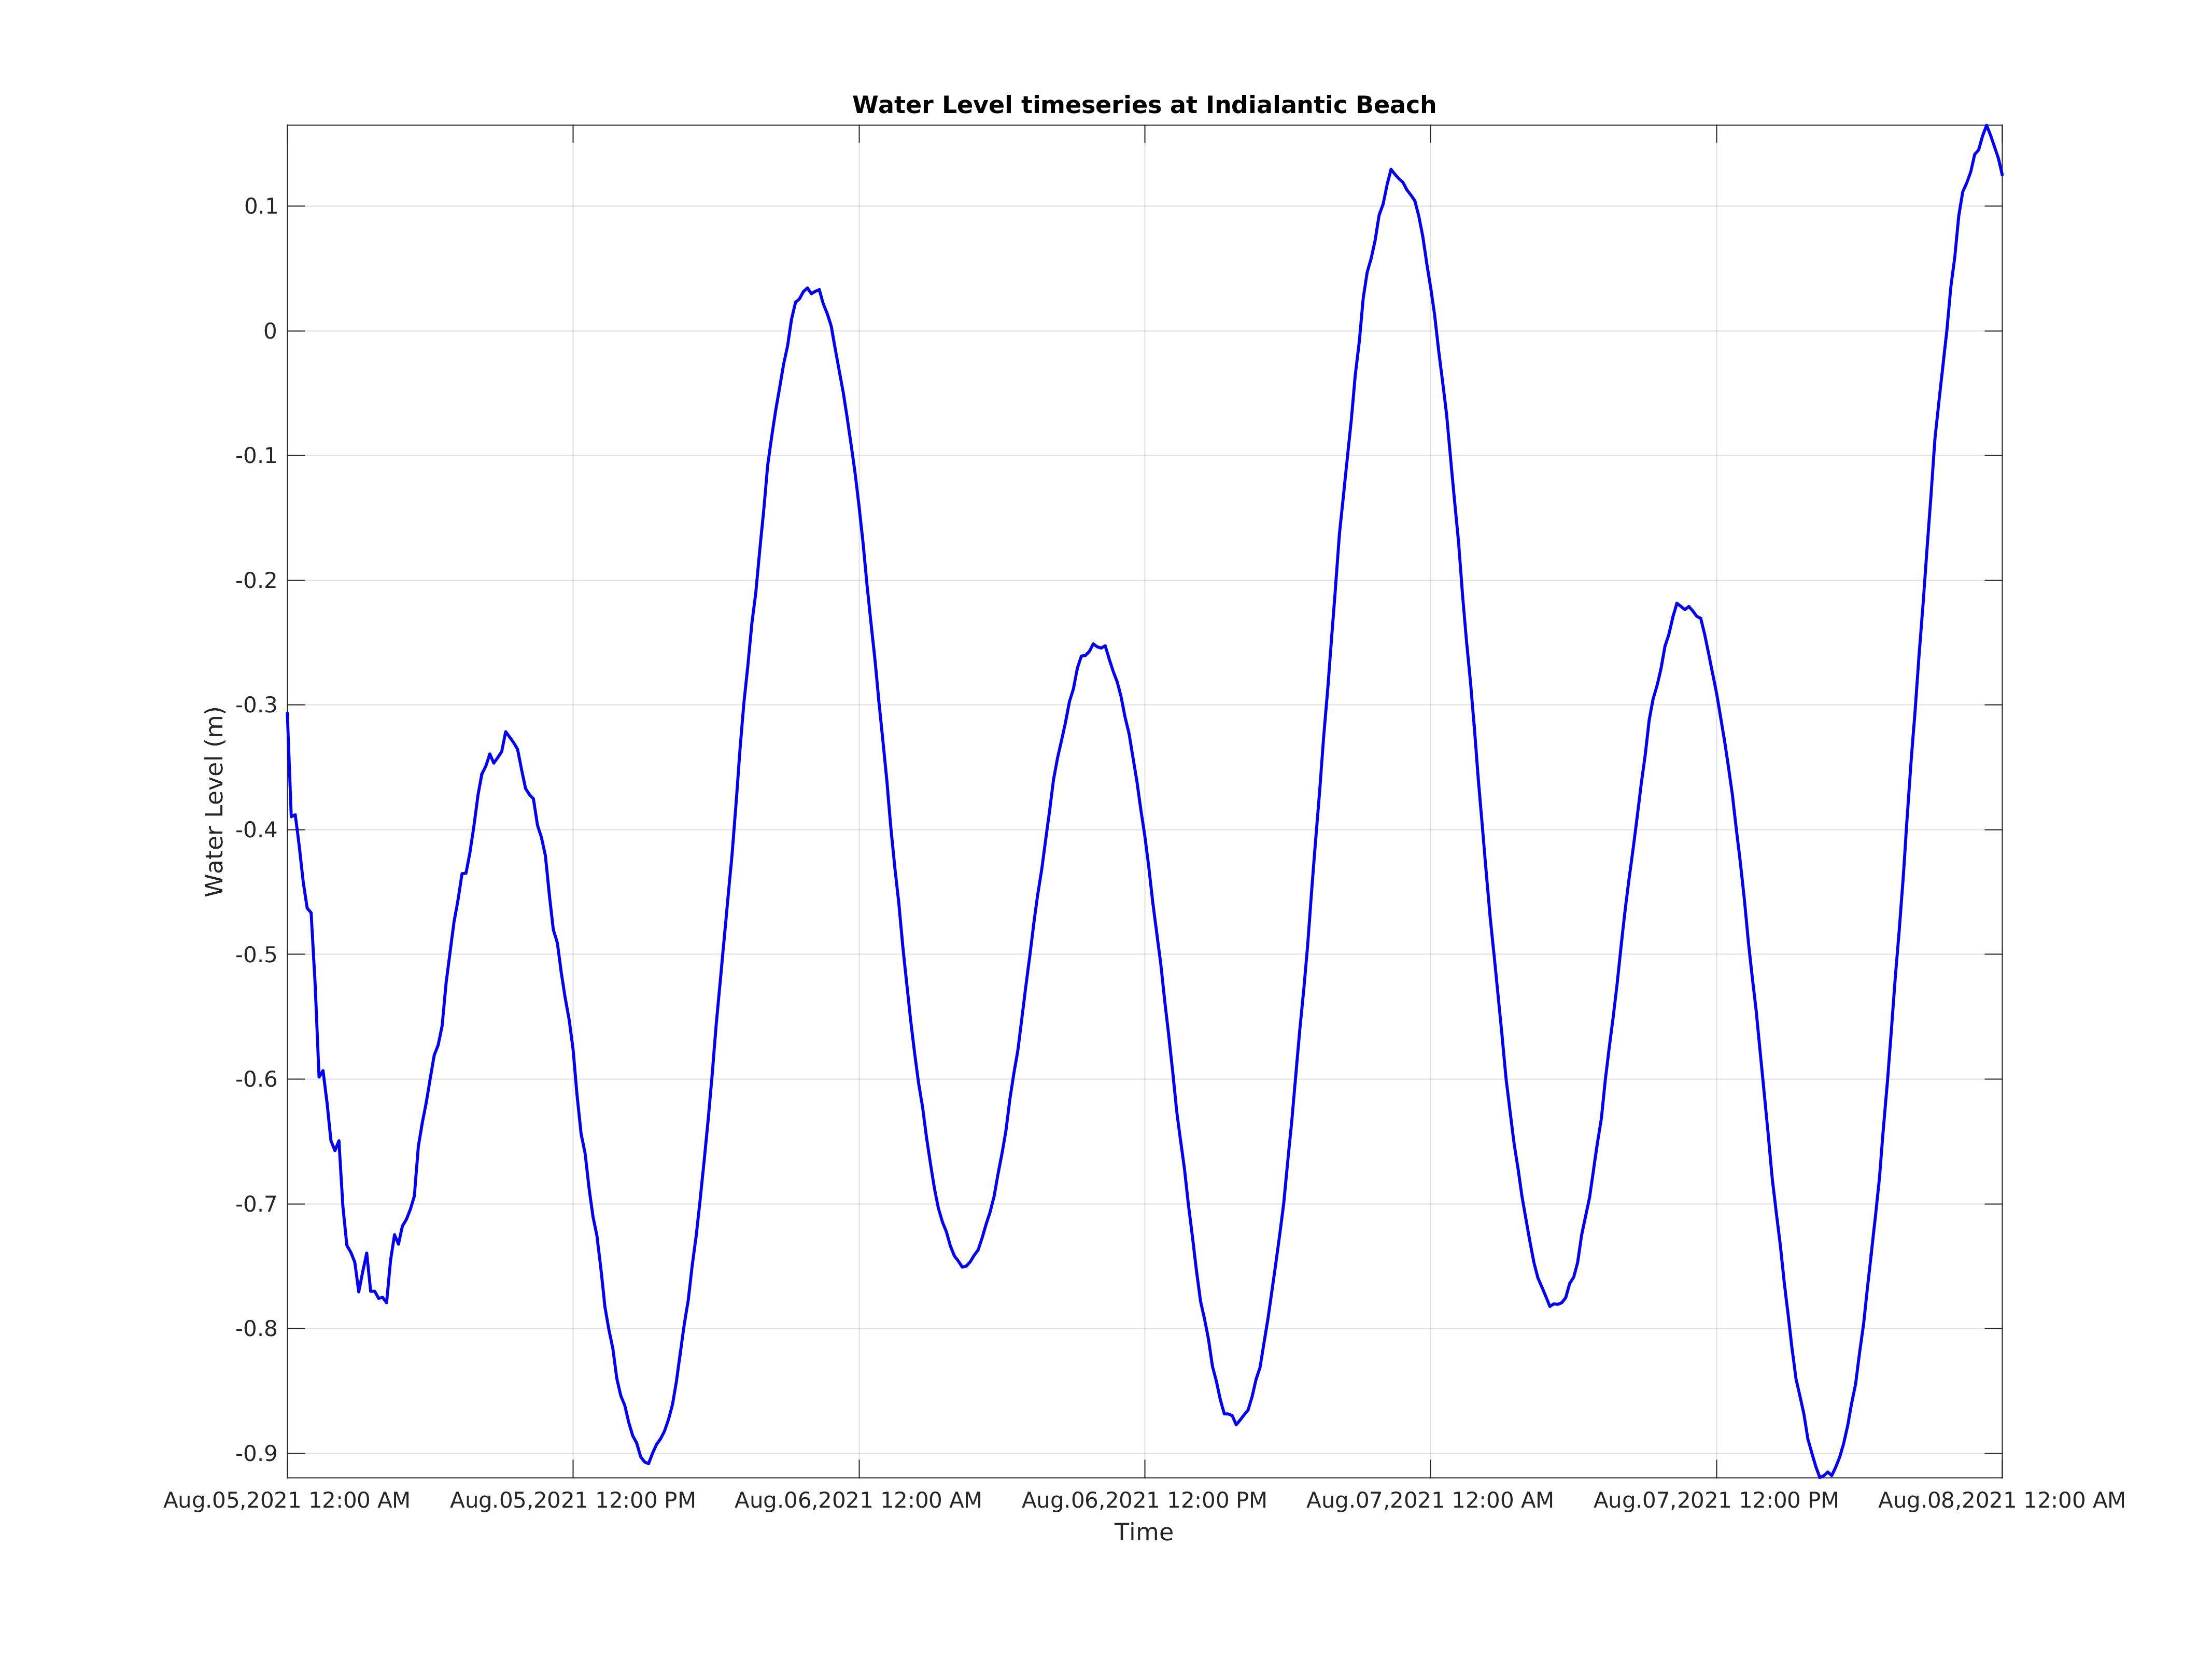 Water Level timeseries at Indialantic Beach
0.1
0
-0.1
-0.2
-0.3
-0.4
-0.5
-0.6
-0.7
-0.8
-0.9
Water Level (m)
Aug.05,2021 12:00 AM
Aug.05,2021 12:00 PM
Aug.06,2021 12:00 AM
Aug.06,2021 12:00 PM
Aug.07,2021 12:00 AM
Aug.07,2021 12:00 PM
Aug.08,2021 12:00 AM
Time